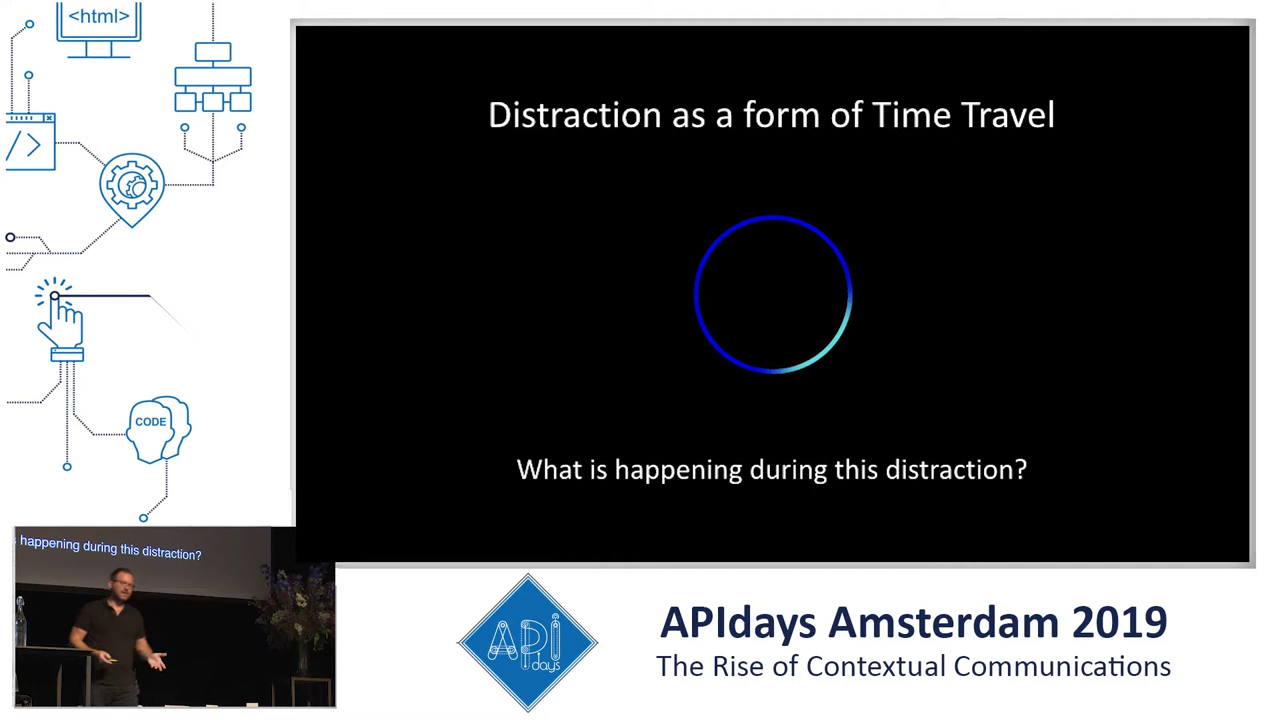 <html>
Distraction as a form of Time Travel
What is happening during this distraction?
/>
CODE
happening during this distraction?
API
days
APIdays Amsterdam 2019
The Rise of Contextual Communications